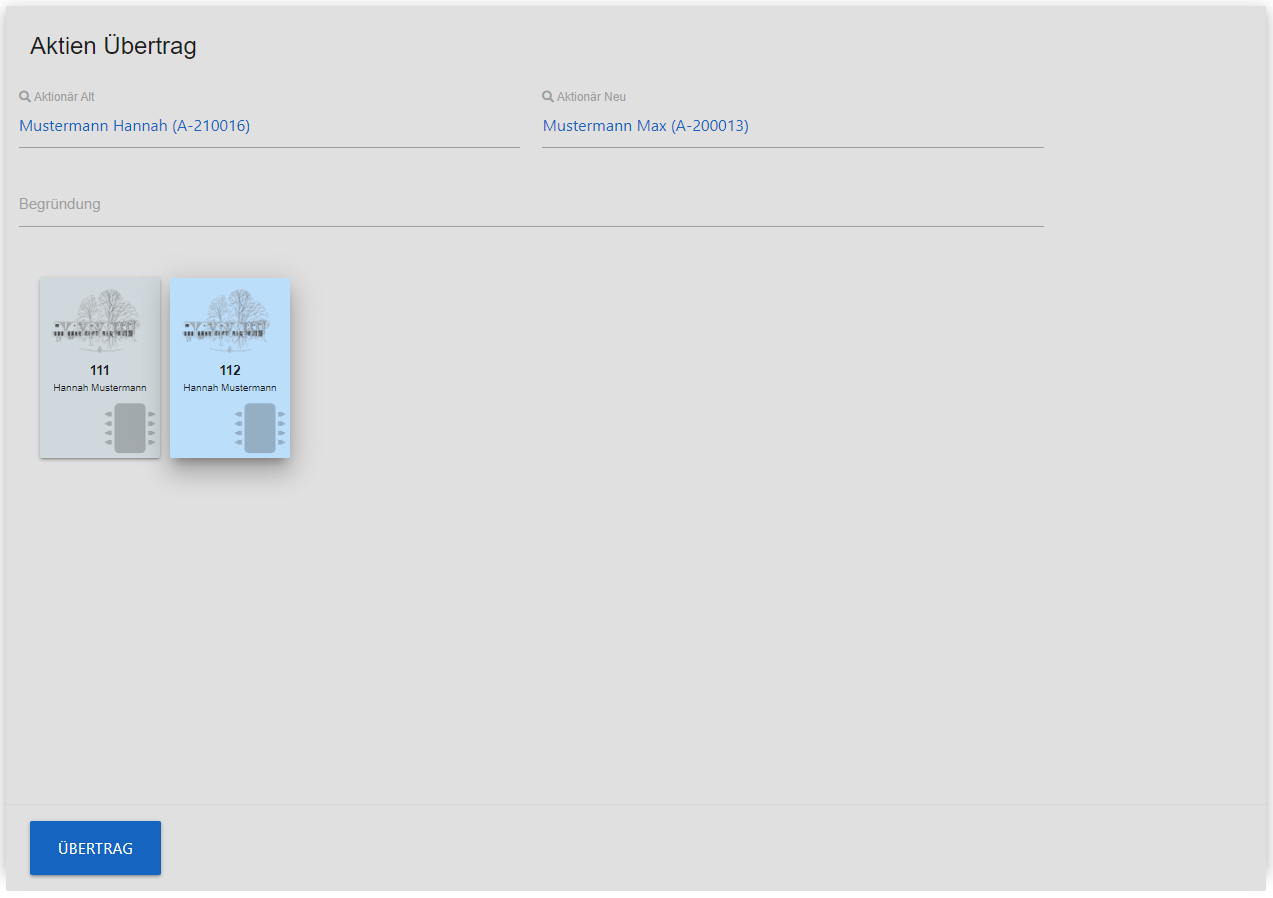 Aktien Übertrag
Aktionär Alt
Aktionär Neu
Mustermann Hannah (A-210016)
Mustermann Max (A-200013)
Begründung
111
Hannah Mustermann
112
Hannah Mustermann
ÜBERTRAG